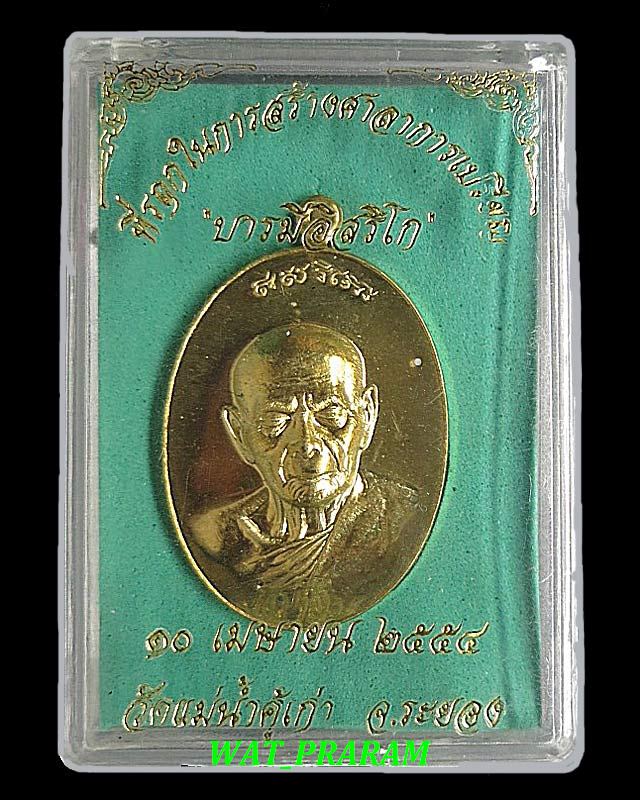 ที่รฤกในการสร้างศาลาการเปรียญ
"บารมีอิสริโก"
๑๐ เมษายน ๒๕๕๔
วัดแม่น้ำคู้เก่า จ.ระยอง
WAT_PRARAM